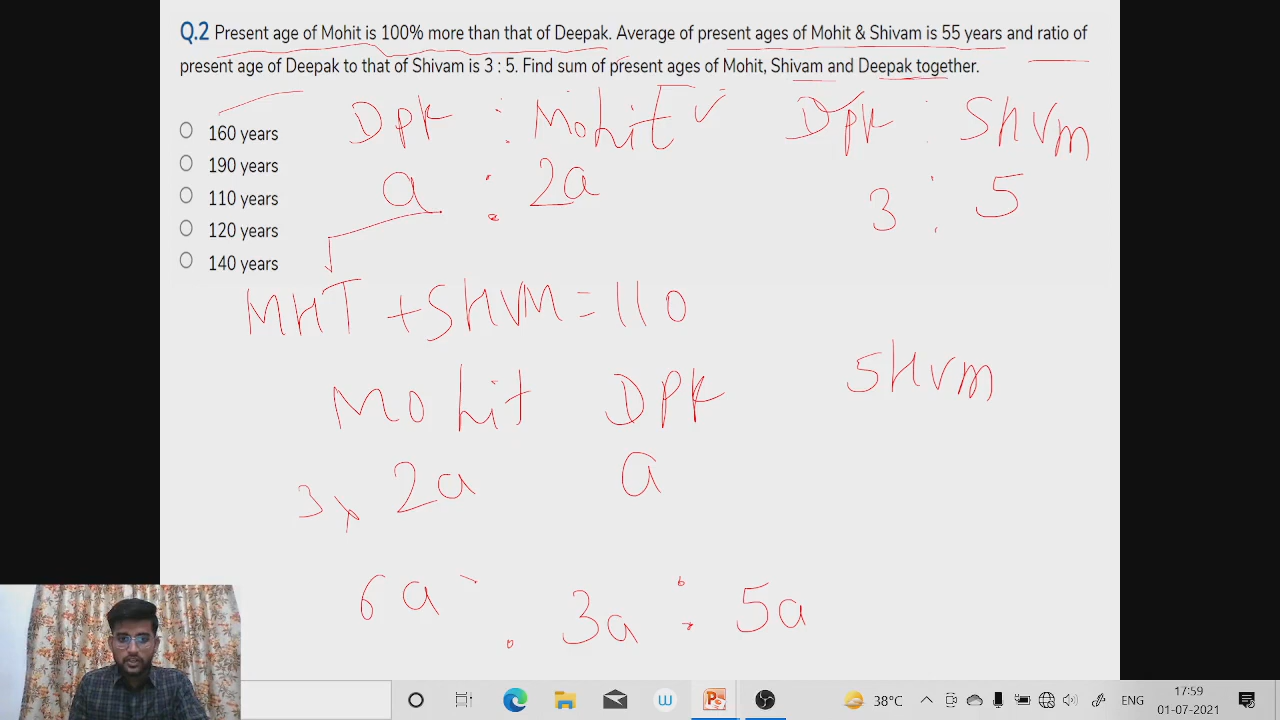 Q.2 Present age of Mohit is 100% more than that of Deepak. Average of present ages of Mohit & Shivam is 55 years and ratio of
present age of Deepak to that of Shivam is 3 : 5. Find sum of present ages of Mohit, Shivam and Deepak together.
160 years
190 years
110 years
120 years
140 years
Dpk : Mohit
a : 2a
Dpk : SHVM
3 : 5
MHT + SHVM = 110
Mohit DPK SHVM
3 x 2a a
6a : 3a : 5a
38°C ENG 17:59
01-07-2021